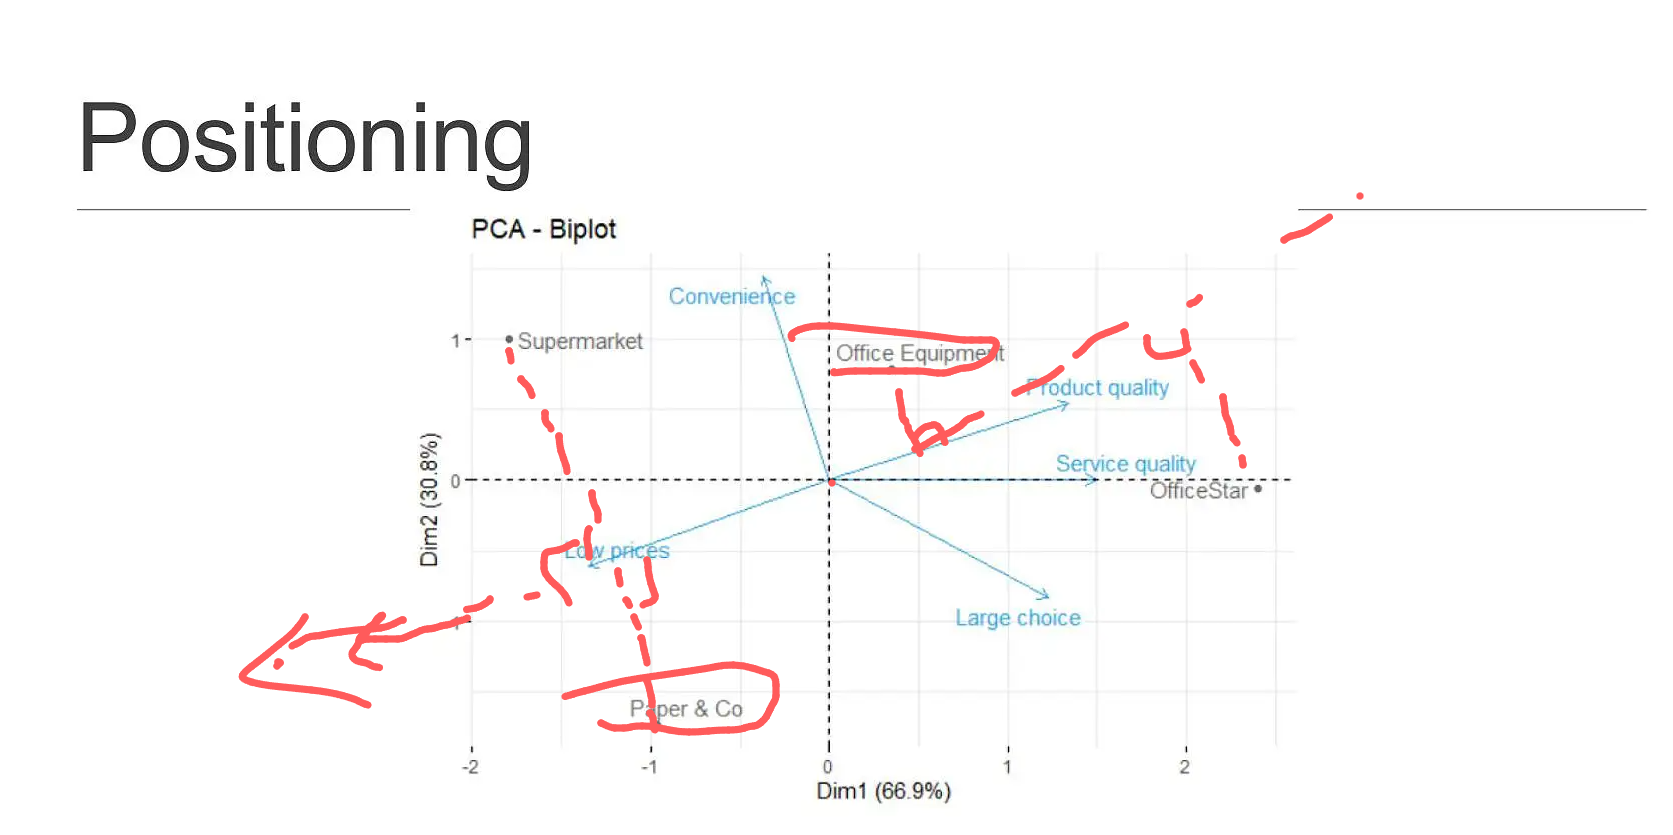 Positioning
PCA - Biplot
Convenience
Supermarket
Office Equipment
Product quality
Service quality
OfficeStar
Low prices
Large choice
Paper & Co
Dim2 (30.8%)
1
0
-1
-2 -1 0 1 2
Dim1 (66.9%)